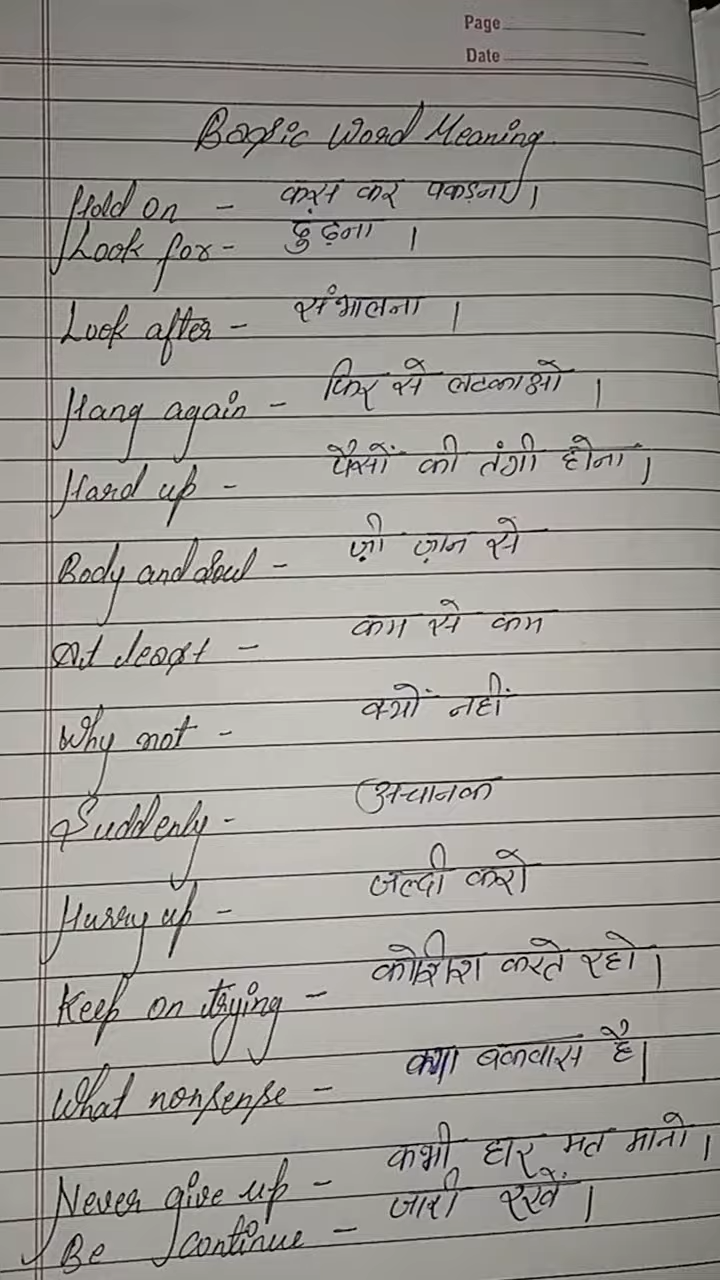 Page
Date
Basic Word Meaning
Hold on - कस कर पकड़ना।
Look for - ढुंढ़ना ।
Look after - संभालना ।
Hang again - फिर से लटकाओ ।
Hard up - पैसों की तंगी होना ।
Body and Soul - ज़ी ज़ान से
At least - कम से कम
Why not - क्यों नहीं
Suddenly - अचानक
Hurry up - जल्दी करो
Keep on trying - कोशिश करते रहो ।
What nonsense - क्या बकवास है।
Never give up - कभी हार मत मानो ।
Be continue - जारी रखें ।